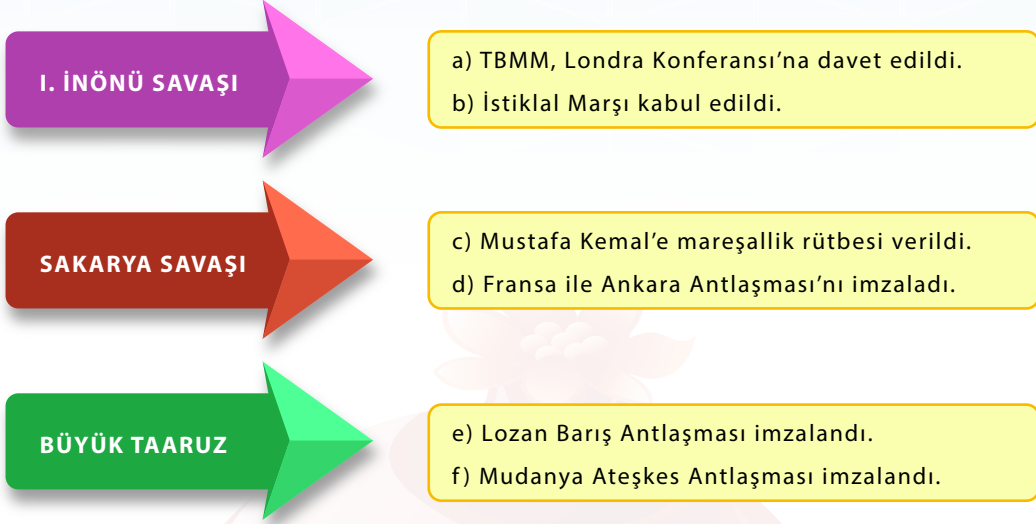 I. İNÖNÜ SAVAŞI
a) TBMM, Londra Konferansı’na davet edildi.
b) İstiklal Marşı kabul edildi.
SAKARYA SAVAŞI
c) Mustafa Kemal’e mareşallik rütbesi verildi.
d) Fransa ile Ankara Antlaşması’nı imzaladı.
BÜYÜK TAARUZ
e) Lozan Barış Antlaşması imzalandı.
f) Mudanya Ateşkes Antlaşması imzalandı.